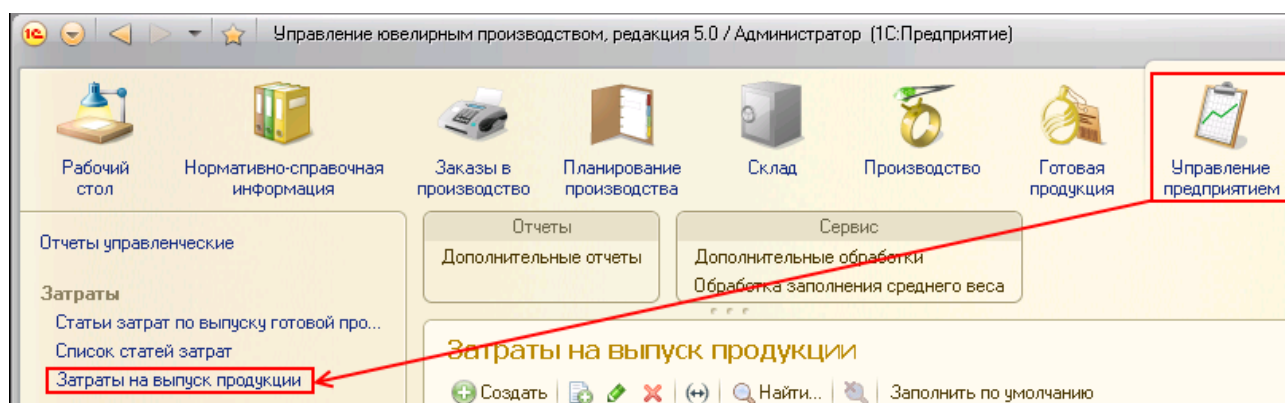 1С Управление ювелирным производством, редакция 5.0 / Администратор (1С:Предприятие)
Рабочий
стол
Нормативно-справочная
информация
Заказы в
производство
Планирование
производства
Склад
Производство
Готовая
продукция
Управление
предприятием
Отчеты управленческие
Затраты
Статьи затрат по выпуску готовой про...
Список статей затрат
Затраты на выпуск продукции
Отчеты
Дополнительные отчеты
Сервис
Дополнительные обработки
Обработка заполнения среднего веса
Затраты на выпуск продукции
Создать Найти... Заполнить по умолчанию